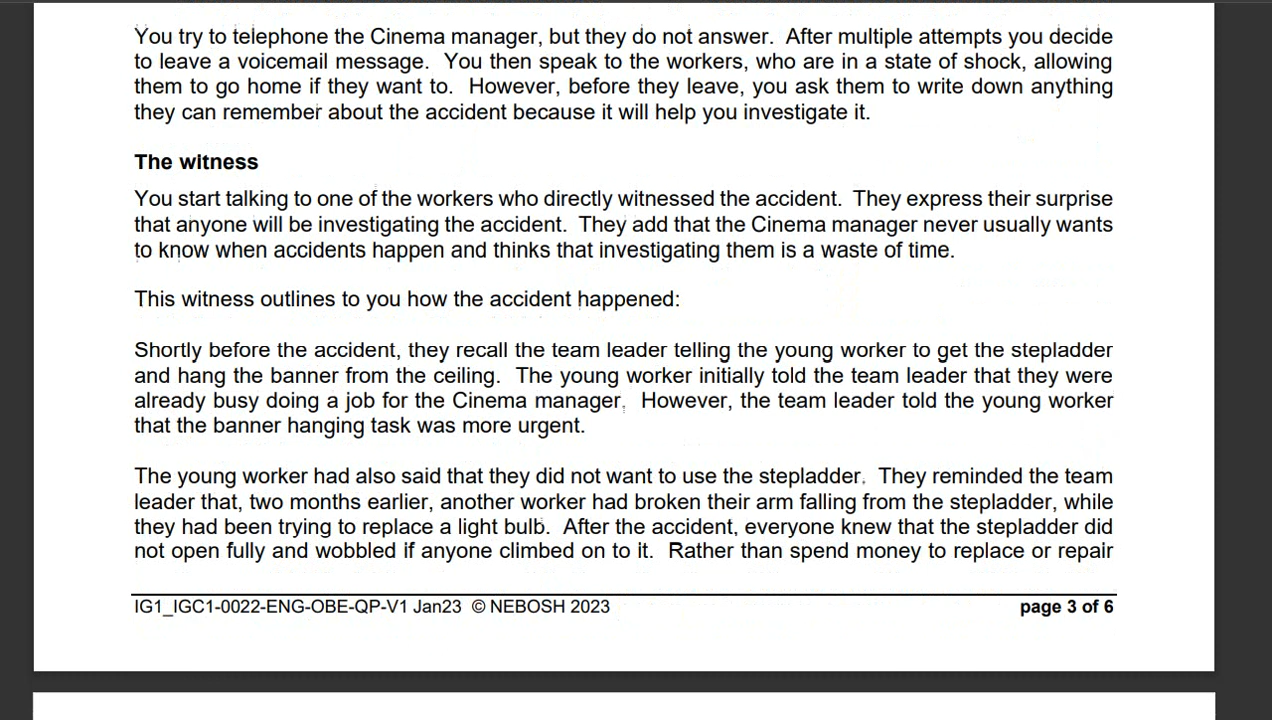 You try to telephone the Cinema manager, but they do not answer.  After multiple attempts you decide
to leave a voicemail message.  You then speak to the workers, who are in a state of shock, allowing
them to go home if they want to.  However, before they leave, you ask them to write down anything
they can remember about the accident because it will help you investigate it.
The witness
You start talking to one of the workers who directly witnessed the accident.  They express their surprise
that anyone will be investigating the accident.  They add that the Cinema manager never usually wants
to know when accidents happen and thinks that investigating them is a waste of time.
This witness outlines to you how the accident happened:
Shortly before the accident, they recall the team leader telling the young worker to get the stepladder
and hang the banner from the ceiling.  The young worker initially told the team leader that they were
already busy doing a job for the Cinema manager.  However, the team leader told the young worker
that the banner hanging task was more urgent.
The young worker had also said that they did not want to use the stepladder.  They reminded the team
leader that, two months earlier, another worker had broken their arm falling from the stepladder, while
they had been trying to replace a light bulb.  After the accident, everyone knew that the stepladder did
not open fully and wobbled if anyone climbed on to it.  Rather than spend money to replace or repair
IG1_IGC1-0022-ENG-OBE-QP-V1 Jan23  © NEBOSH 2023
page 3 of 6